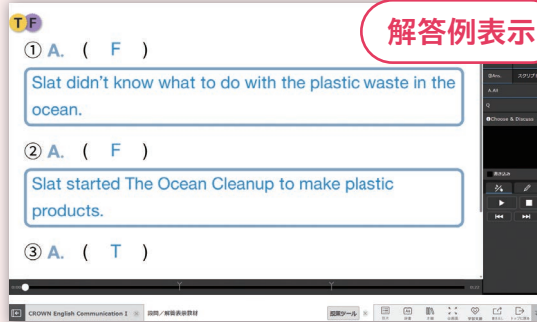 解答例表示
TF
① A. ( F )
Slat didn't know what to do with the plastic waste in the
ocean.
② A. ( F )
Slat started The Ocean Cleanup to make plastic
products.
③ A. ( T )
A.All
Q
CROWN English Communication I
設問/解答表示教材
授業ツール